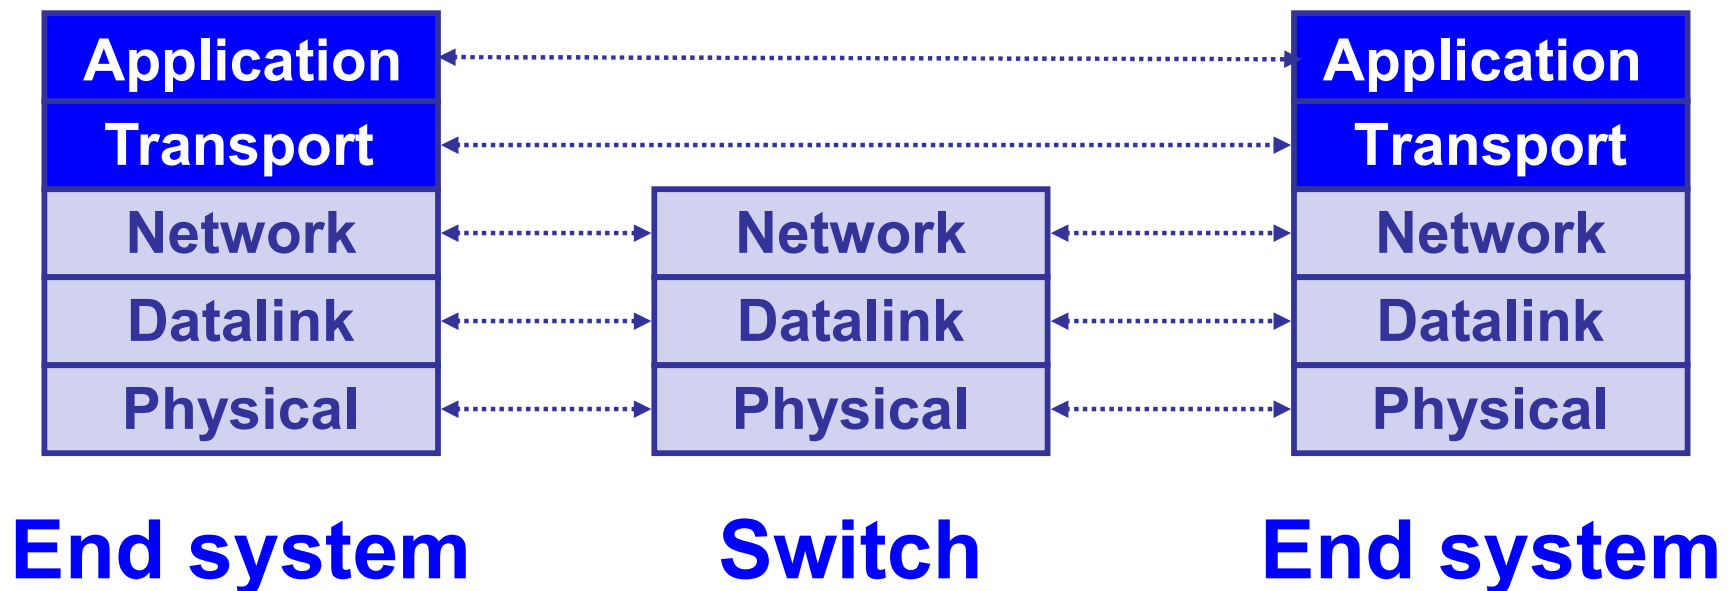 Application Application
Transport Transport
Network Network Network
Datalink Datalink Datalink
Physical Physical Physical
End system Switch End system